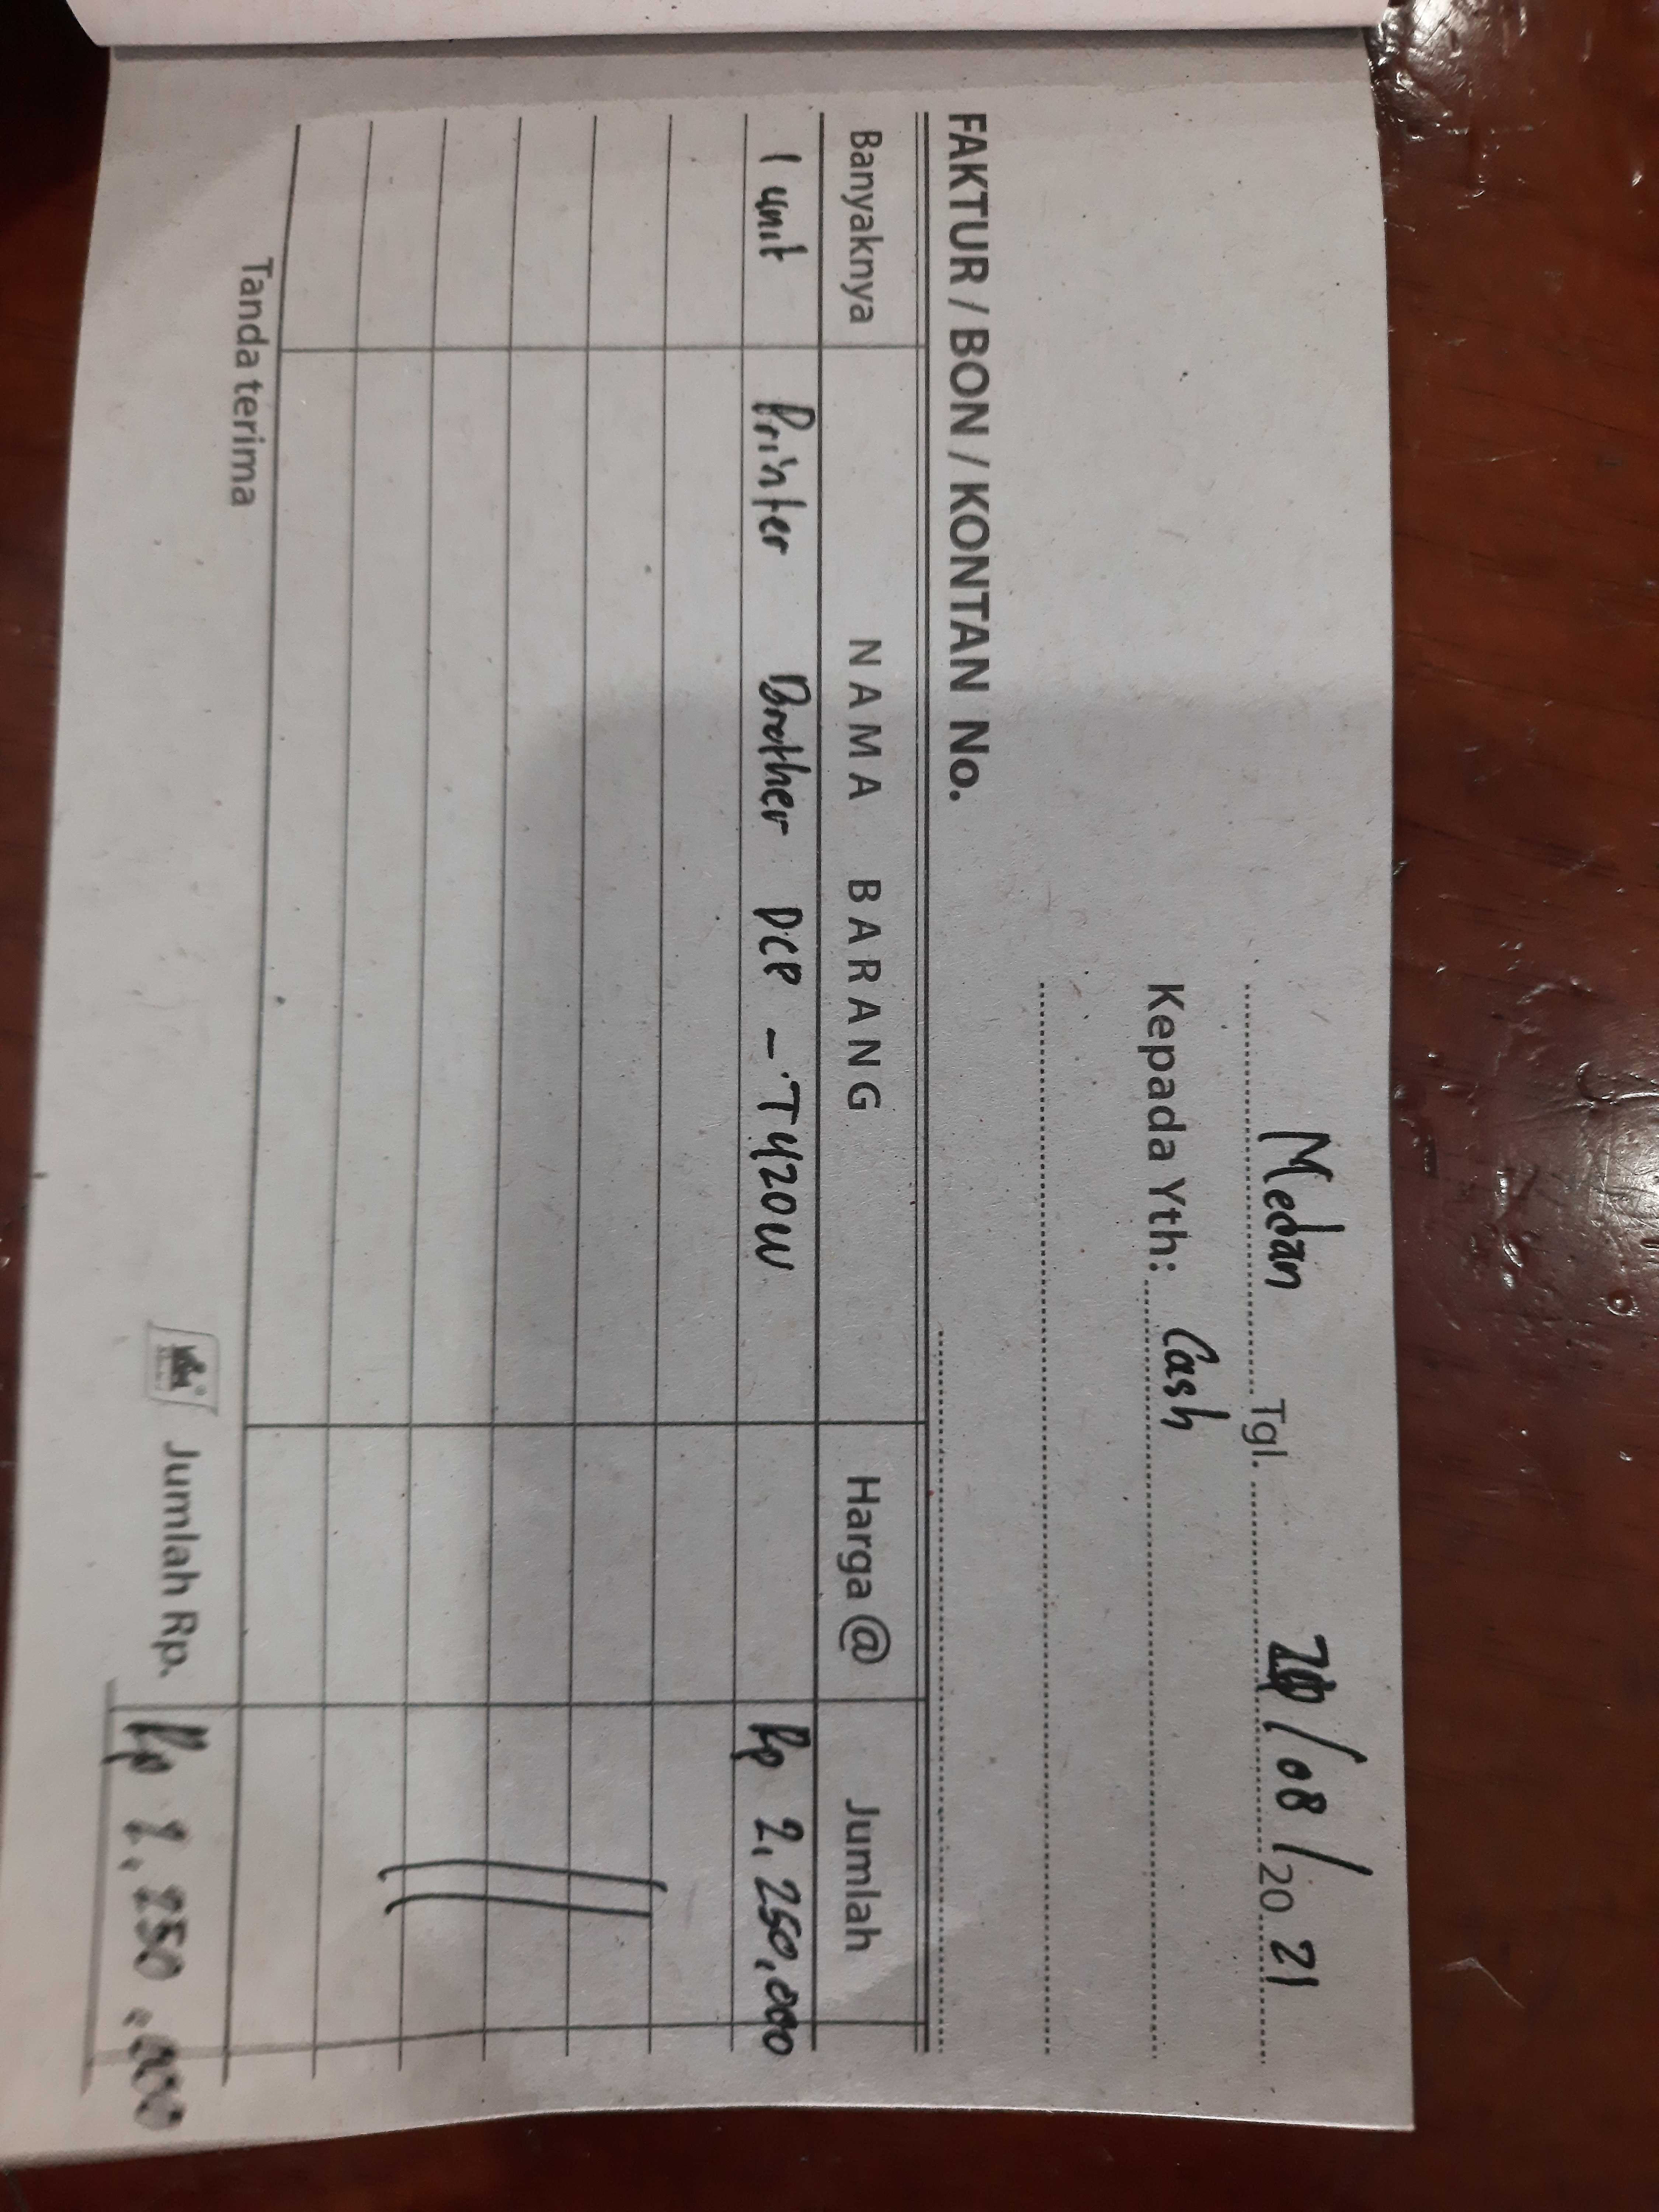 Medan Tgl. /08/2021
Kepada Yth: Cash
FAKTUR / BON / KONTAN No.
Banyaknya NAMA BARANG Harga @ Jumlah
1 unit Printer Brother DCP - T420W Rp 2,250,000
Tanda terima Jumlah Rp. Rp 2,250,000